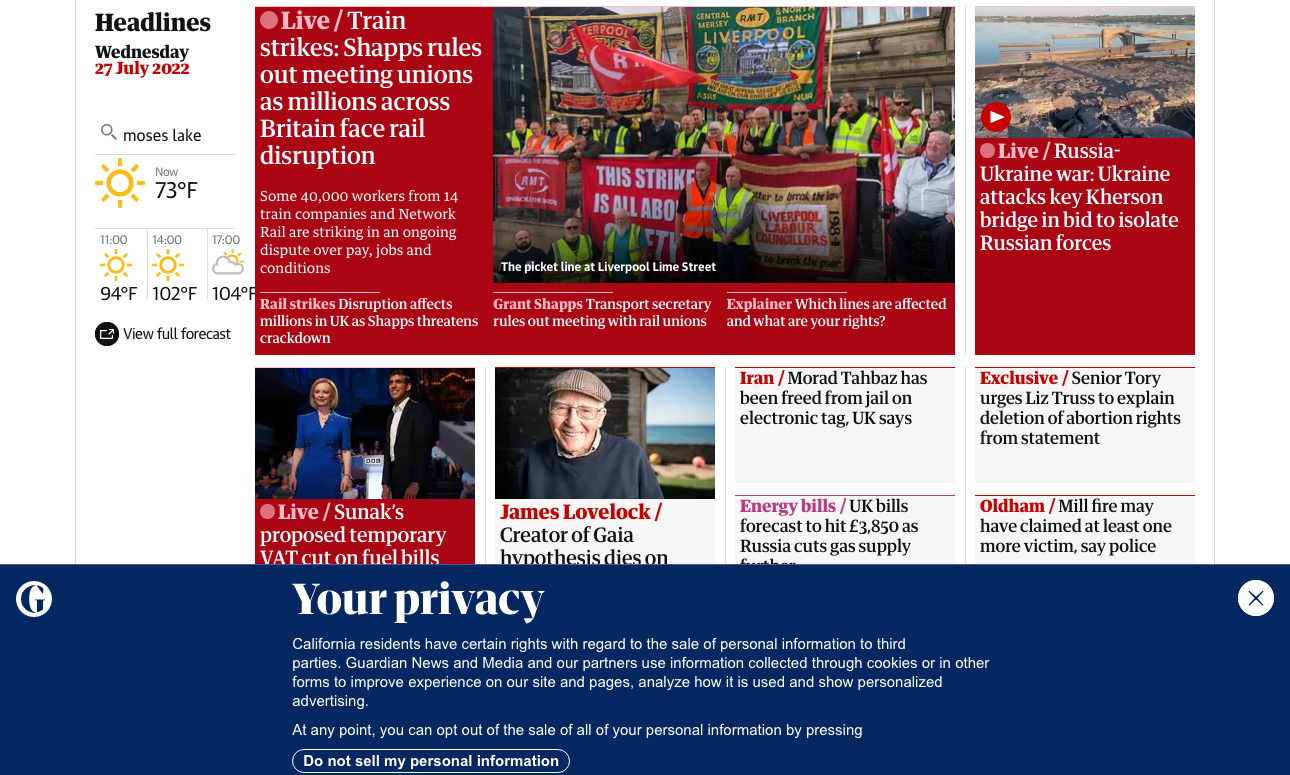 Headlines
Wednesday
27 July 2022
moses lake
Now
73°F
11:00
14:00
17:00
94°F
102°F
104°F
View full forecast
Live / Train
strikes: Shapps rules
out meeting unions
as millions across
Britain face rail
disruption
Some 40,000 workers from 14
train companies and Network
Rail are striking in an ongoing
dispute over pay, jobs and
conditions
CENTRAL
MERSEY
RMT
NORTH
BRANCH
LIVERPOOL
LIVERPOOL
ASRS
NUR
RMT
THIS STRIKE
IS ALL ABO
LIVERPOOL
LABOUR
COUNCILLORS
1984
The picket line at Liverpool Lime Street
Rail strikes Disruption affects
millions in UK as Shapps threatens
crackdown
Grant Shapps Transport secretary
rules out meeting with rail unions
Explainer Which lines are affected
and what are your rights?
Live / Russia-
Ukraine war: Ukraine
attacks key Kherson
bridge in bid to isolate
Russian forces
BBC
Live / Sunak’s
proposed temporary
VAT cut on fuel bills
James Lovelock /
Creator of Gaia
hypothesis dies on
Iran / Morad Tahbaz has
been freed from jail on
electronic tag, UK says
Energy bills / UK bills
forecast to hit £3,850 as
Russia cuts gas supply
further
Exclusive / Senior Tory
urges Liz Truss to explain
deletion of abortion rights
from statement
Oldham / Mill fire may
have claimed at least one
more victim, say police
G
Your privacy
California residents have certain rights with regard to the sale of personal information to third
parties. Guardian News and Media and our partners use information collected through cookies or in other
forms to improve experience on our site and pages, analyze how it is used and show personalized
advertising.
At any point, you can opt out of the sale of all of your personal information by pressing
Do not sell my personal information